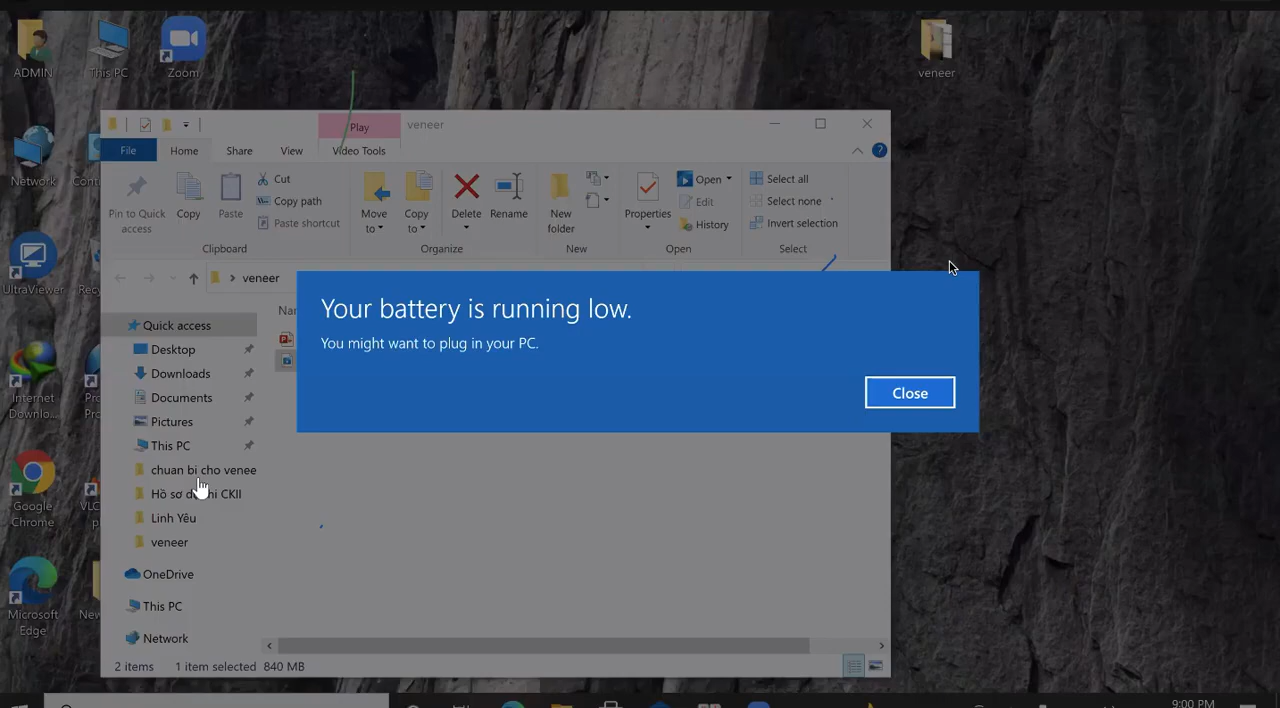 ADMIN
This PC
Zoom
veneer
Network
UltraViewer
Internet
Downlo...
Google
Chrome
Microsoft
Edge
Play
veneer
File
Home
Share
View
Video Tools
Pin to Quick
access
Copy
Paste
Cut
Copy path
Paste shortcut
Clipboard
Move
to
Copy
to
Delete
Rename
Organize
New
folder
New
Properties
Open
Edit
History
Open
Select all
Select none
Invert selection
Select
veneer
Your battery is running low.
You might want to plug in your PC.
Close
Quick access
Desktop
Downloads
Documents
Pictures
This PC
chuan bi cho venee
Hồ sơ CKII
Linh Yêu
veneer
OneDrive
This PC
Network
2 items
1 item selected
840 MB
9:00 PM